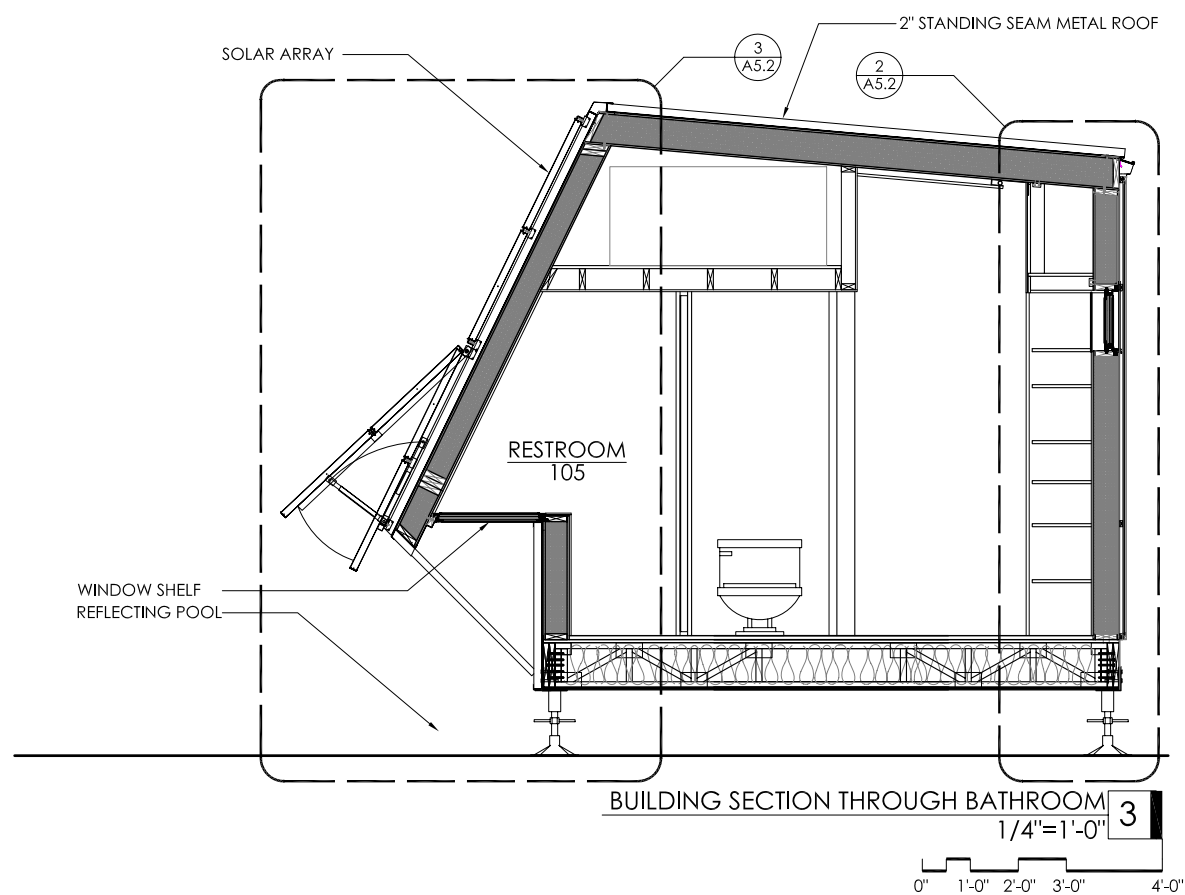 2" STANDING SEAM METAL ROOF
SOLAR ARRAY
3
A5.2
2
A5.2
RESTROOM
105
WINDOW SHELF
REFLECTING POOL
BUILDING SECTION THROUGH BATHROOM
3
1/4"=1'-0"
0" 1'-0" 2'-0" 3'-0" 4'-0"